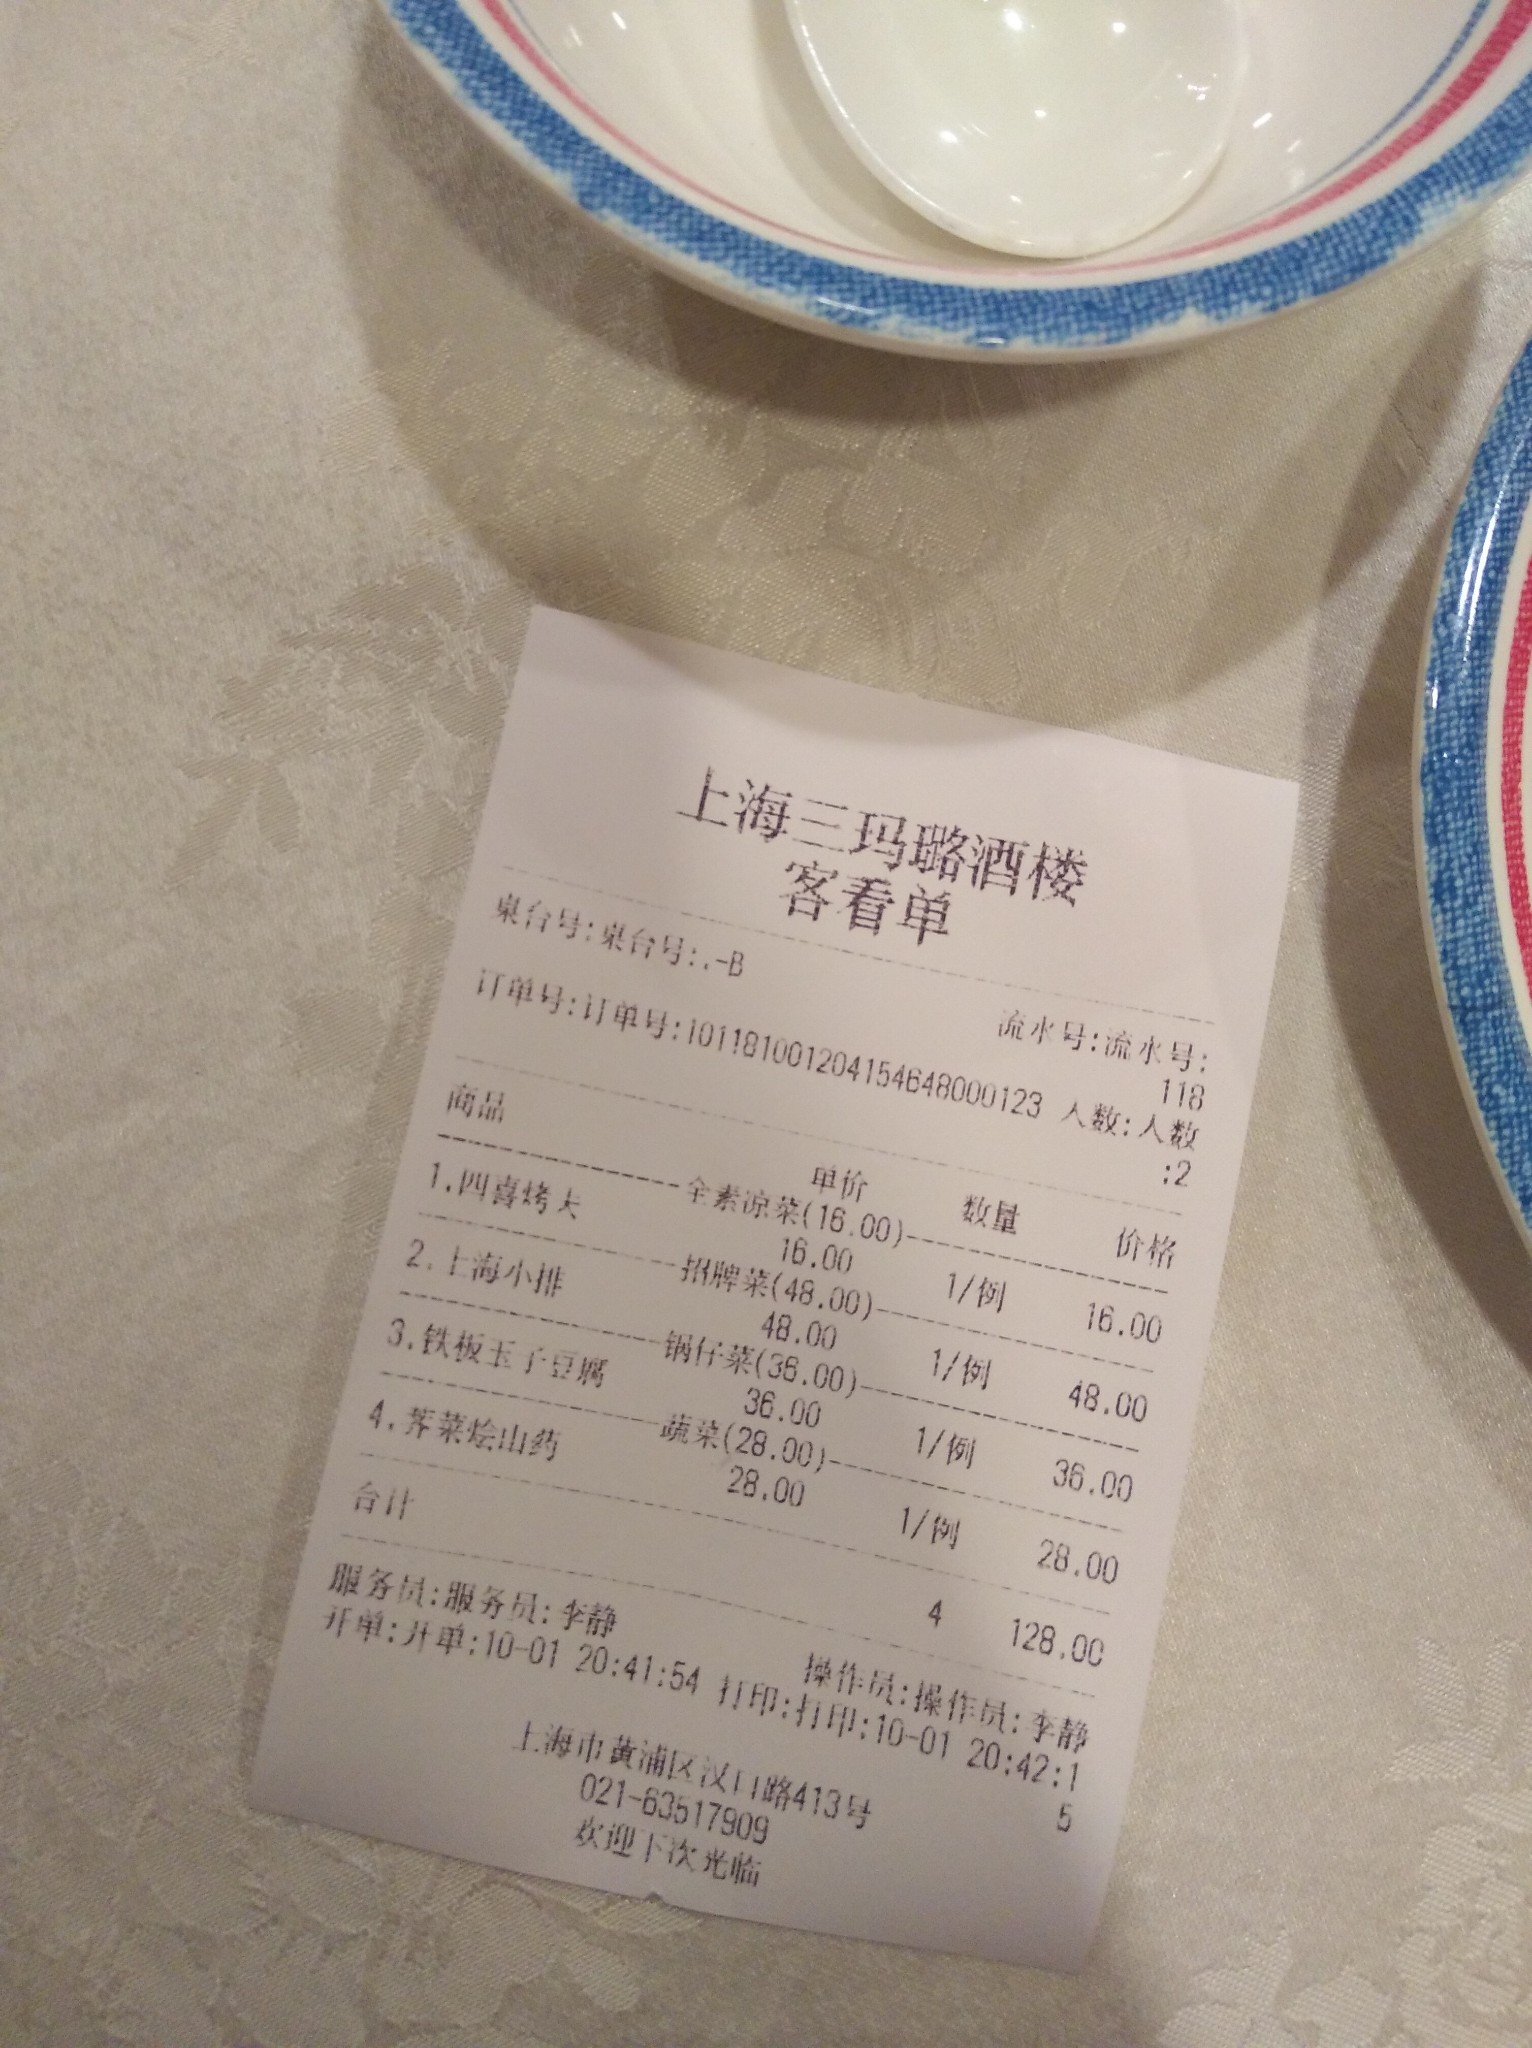 上海三玛璐酒楼
客看单
桌台号:桌台号:.-B
流水号:流水号:
118
订单号:订单号:101181001204154648000123 人数:人数
:2
商品 单价 数量 价格
全素凉菜(16.00)
1.四喜烤夫 16.00 1/例 16.00
招牌菜(48.00)
2.上海小排 48.00 1/例 48.00
锅仔菜(36.00)
3.铁板玉子豆腐 36.00 1/例 36.00
蔬菜(28.00)
4.荠菜烩山药 28.00 1/例 28.00
合计 4 128.00
服务员:服务员:李静 操作员:操作员:李静
开单:开单:10-01 20:41:54 打印:打印:10-01 20:42:1
5
上海市黄浦区汉口路413号
021-63517909
欢迎下次光临